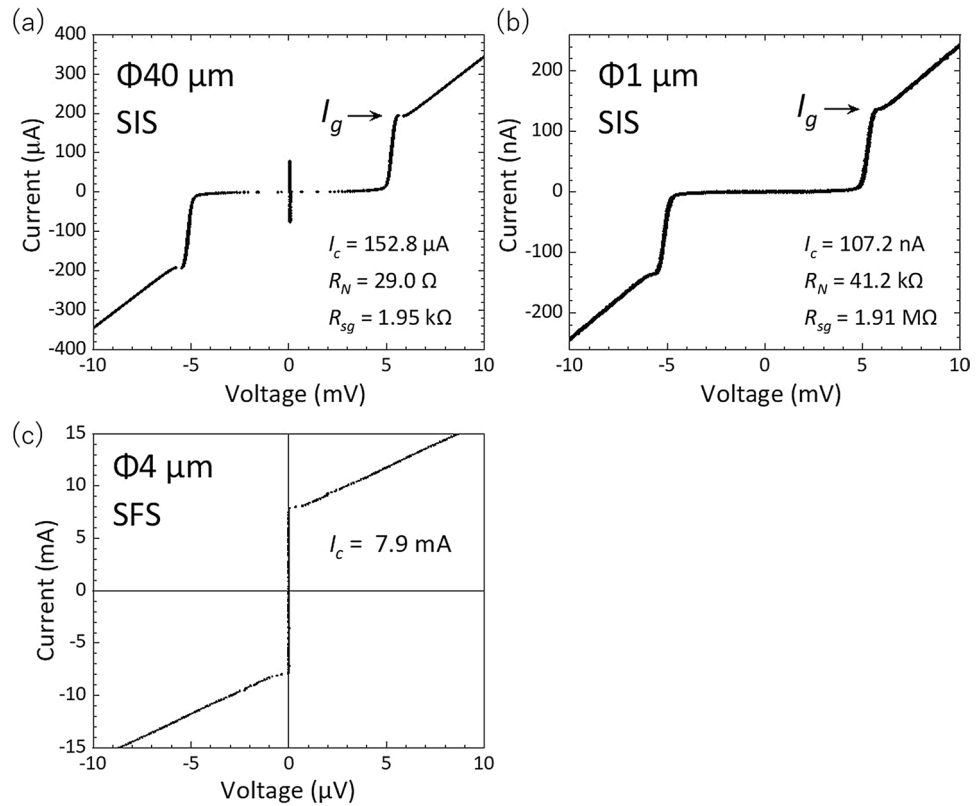 (a)
Φ40 μm
SIS
I_g
I_c = 152.8 μA
R_N = 29.0 Ω
R_sg = 1.95 kΩ
400
300
200
100
0
-100
-200
-300
-400
-10
-5
0
5
10
Current (μA)
Voltage (mV)
(b)
Φ1 μm
SIS
I_g
I_c = 107.2 nA
R_N = 41.2 kΩ
R_sg = 1.91 MΩ
200
100
0
-100
-200
-10
-5
0
5
10
Current (nA)
Voltage (mV)
(c)
Φ4 μm
SFS
I_c = 7.9 mA
15
10
5
0
-5
-10
-15
-10
-5
0
5
10
Current (mA)
Voltage (μV)